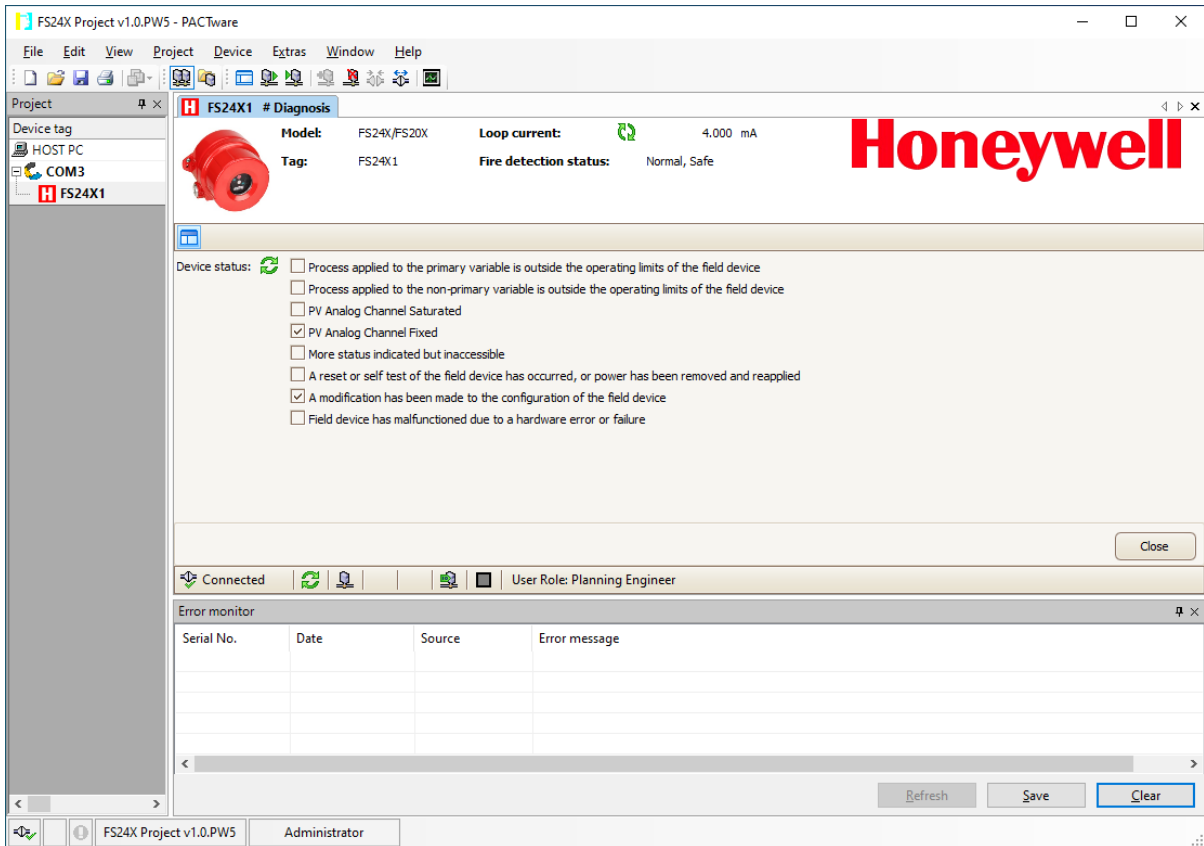 FS24X Project v1.0.PW5 - PACTware
File Edit View Project Device Extras Window Help
Project
Device tag
HOST PC
COM3
H FS24X1
H FS24X1 # Diagnosis
Model: FS24X/FS20X Loop current: 4.000 mA
Tag: FS24X1 Fire detection status: Normal, Safe
Honeywell
Device status:
Process applied to the primary variable is outside the operating limits of the field device
Process applied to the non-primary variable is outside the operating limits of the field device
PV Analog Channel Saturated
PV Analog Channel Fixed
More status indicated but inaccessible
A reset or self test of the field device has occurred, or power has been removed and reapplied
A modification has been made to the configuration of the field device
Field device has malfunctioned due to a hardware error or failure
Close
Connected User Role: Planning Engineer
Error monitor
Serial No. Date Source Error message
Refresh Save Clear
FS24X Project v1.0.PW5 Administrator